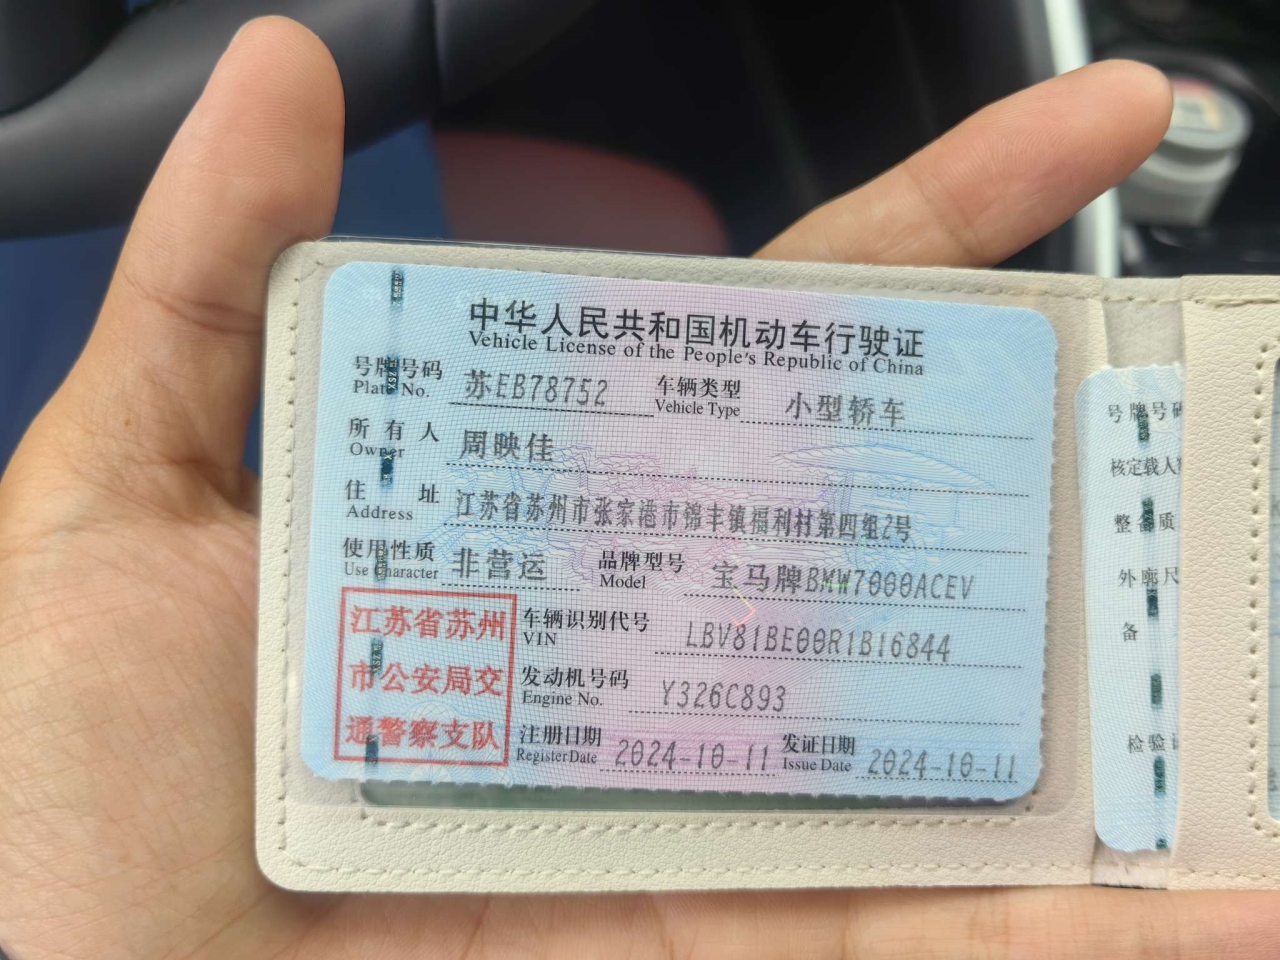 中华人民共和国机动车行驶证
Vehicle License of the People's Republic of China
号牌号码 苏EB78752 车辆类型 小型轿车
Plate No. Vehicle Type
所有人 周映佳
Owner
住址 江苏省苏州市张家港市锦丰镇福利村第四组2号
Address
使用性质 非营运 品牌型号 宝马牌BMW7000ACEV
Use Character Model
江苏省苏州
市公安局交
通警察支队
车辆识别代号 LBV81BE00R1B16844
VIN
发动机号码 Y326C893
Engine No.
注册日期 2024-10-11 发证日期 2024-10-11
Register Date Issue Date
号牌号码
核定载人
整 质
外廓尺
备
检验